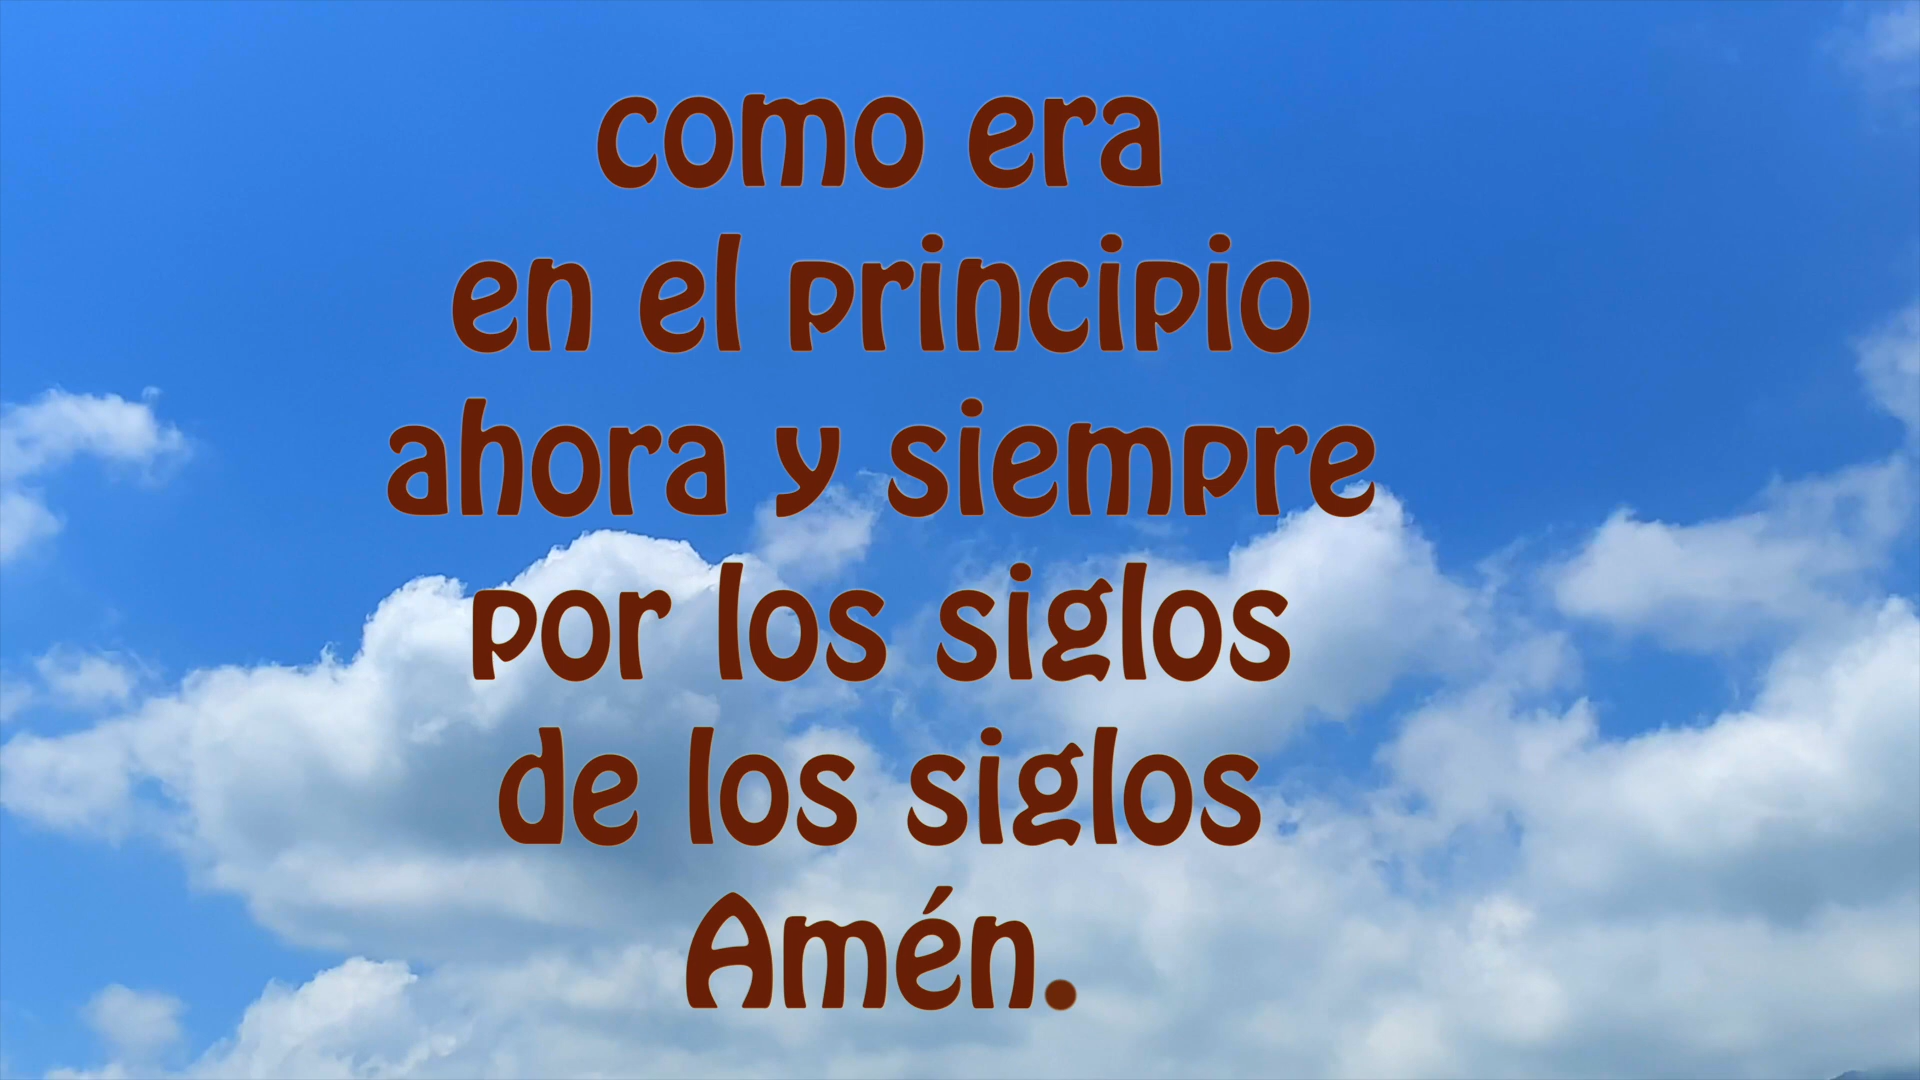 como era
en el principio
ahora y siempre
por los siglos
de los siglos
Amén.